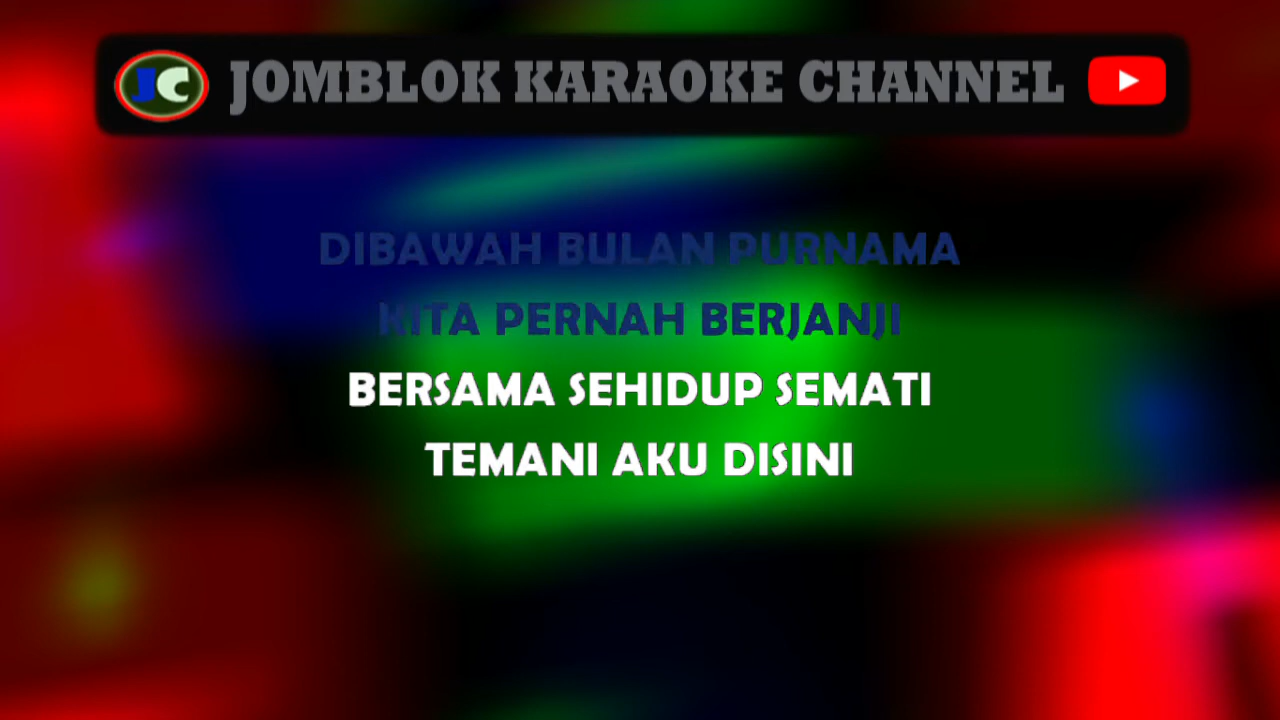 JC JOMBLOK KARAOKE CHANNEL
DIBAWAH BULAN PURNAMA
KITA PERNAH BERJANJI
BERSAMA SEHIDUP SEMATI
TEMANI AKU DISINI